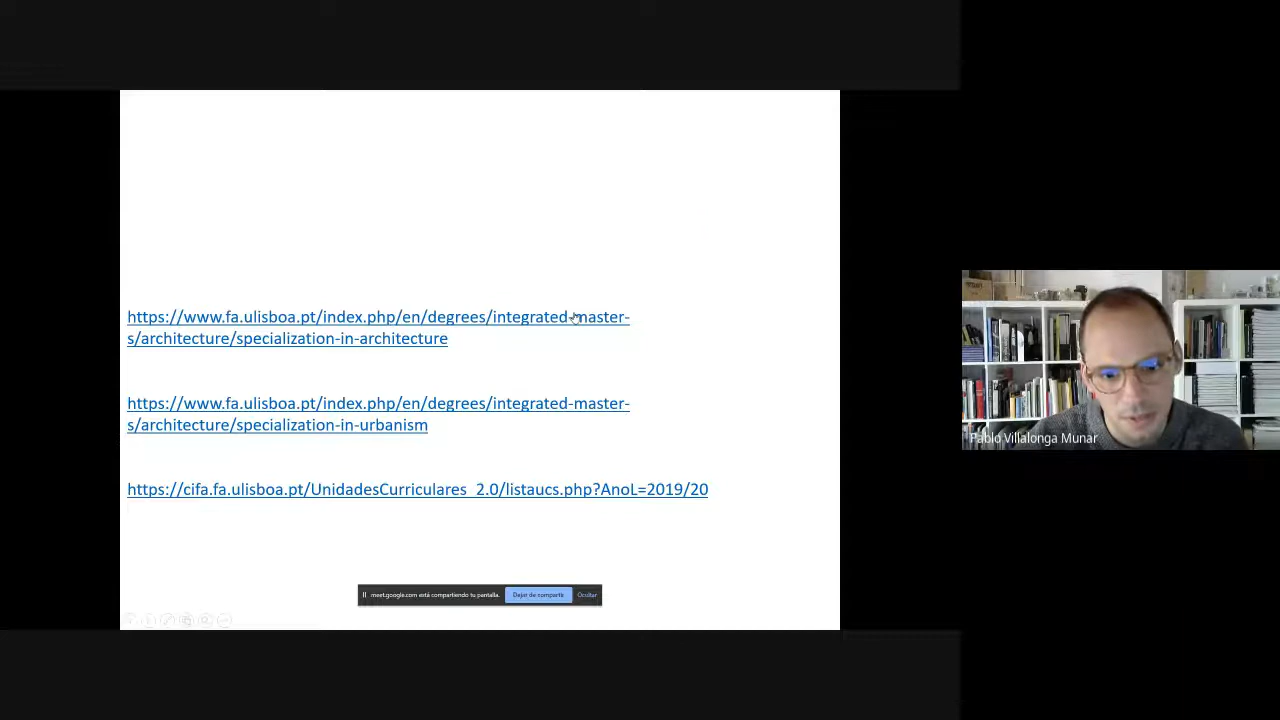 https://www.fa.ulisboa.pt/index.php/en/degrees/integrated-master-
s/architecture/specialization-in-architecture
https://www.fa.ulisboa.pt/index.php/en/degrees/integrated-master-
s/architecture/specialization-in-urbanism
https://cifa.fa.ulisboa.pt/UnidadesCurriculares_2.0/listaucs.php?AnoL=2019/20
meet.google.com está compartiendo tu pantalla. Dejar de compartir Ocultar
Pablo Villalonga Munar